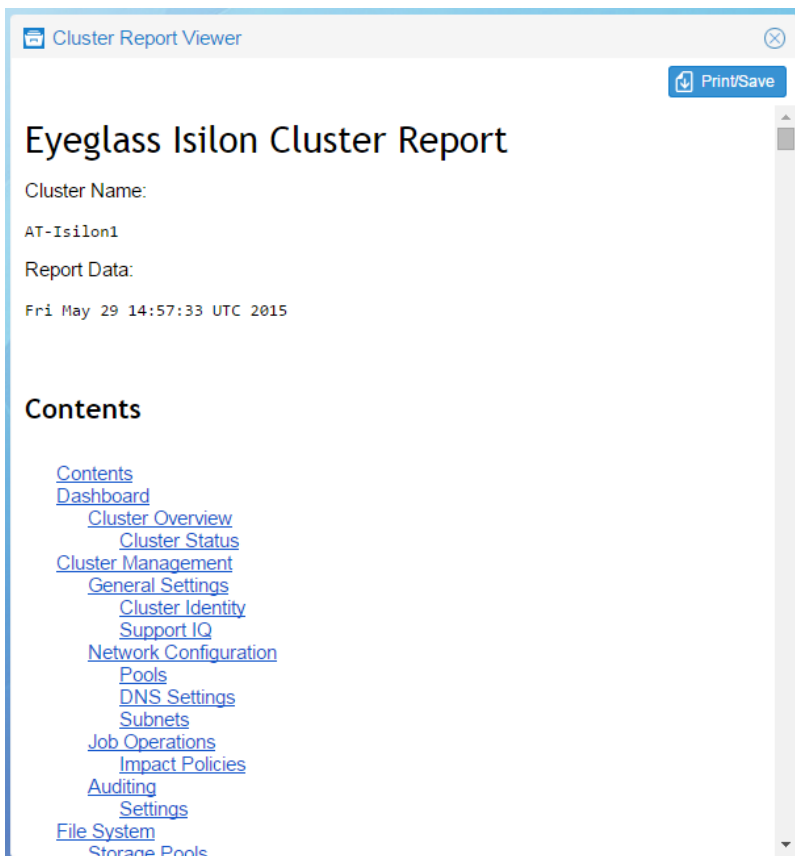 Cluster Report Viewer
Print/Save
Eyeglass Isilon Cluster Report
Cluster Name:
AT-Isilon1
Report Data:
Fri May 29 14:57:33 UTC 2015
Contents
Contents
Dashboard
Cluster Overview
Cluster Status
Cluster Management
General Settings
Cluster Identity
Support IQ
Network Configuration
Pools
DNS Settings
Subnets
Job Operations
Impact Policies
Auditing
Settings
File System
Storage Pools